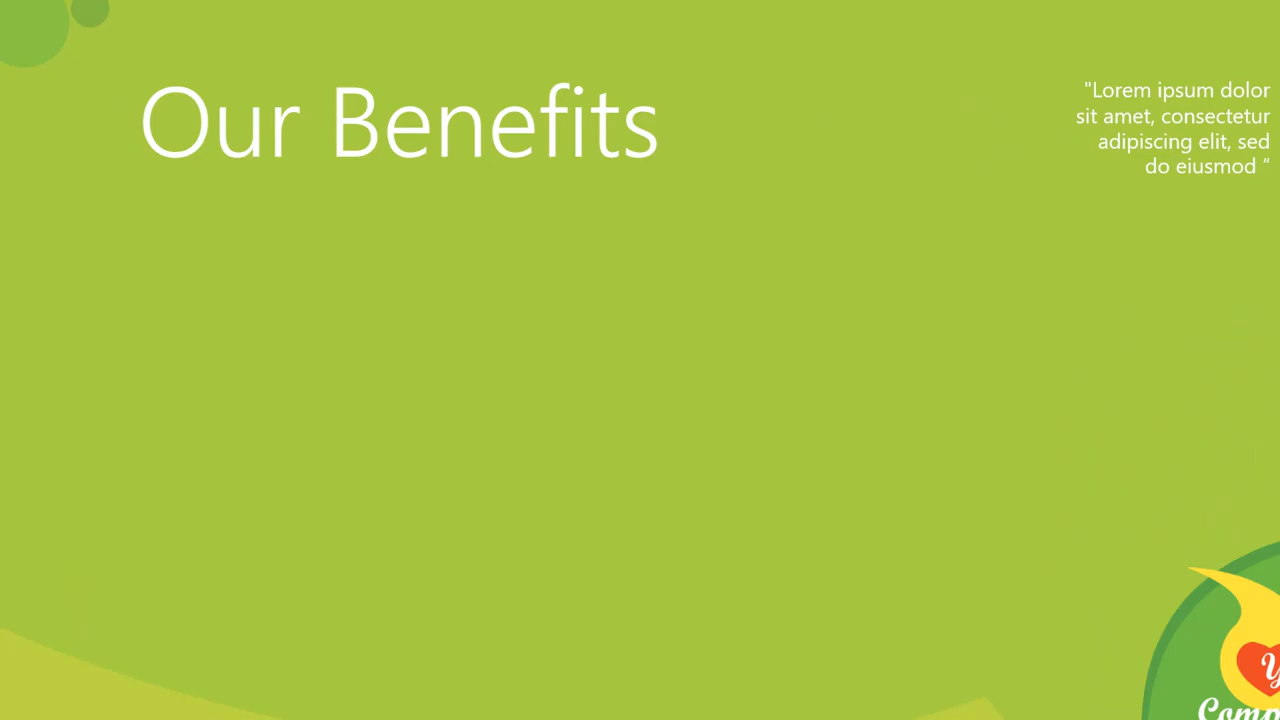 Our Benefits
"Lorem ipsum dolor
sit amet, consectetur
adipiscing elit, sed
do eiusmod “